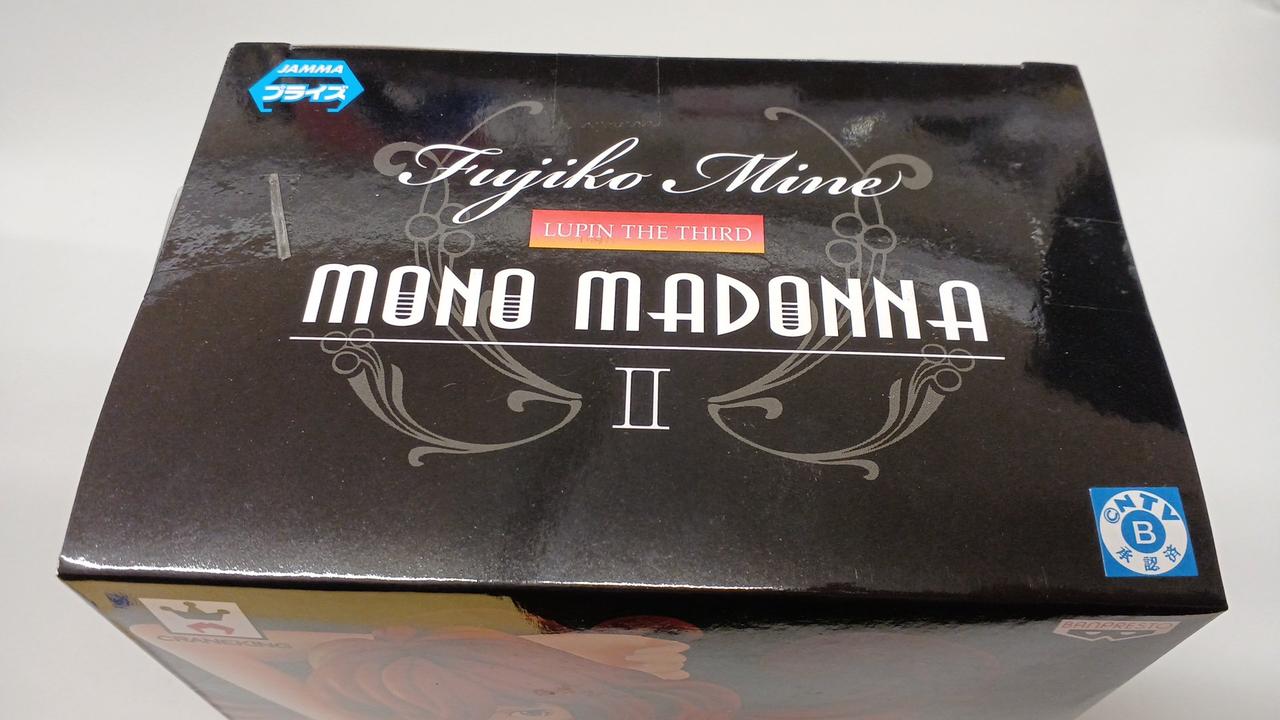 JAMMA
プライズ
Fujiko Mine
LUPIN THE THIRD
MONO MADONNA
II
©NTV
B
承認済
CRANEKING
BANPRESTO